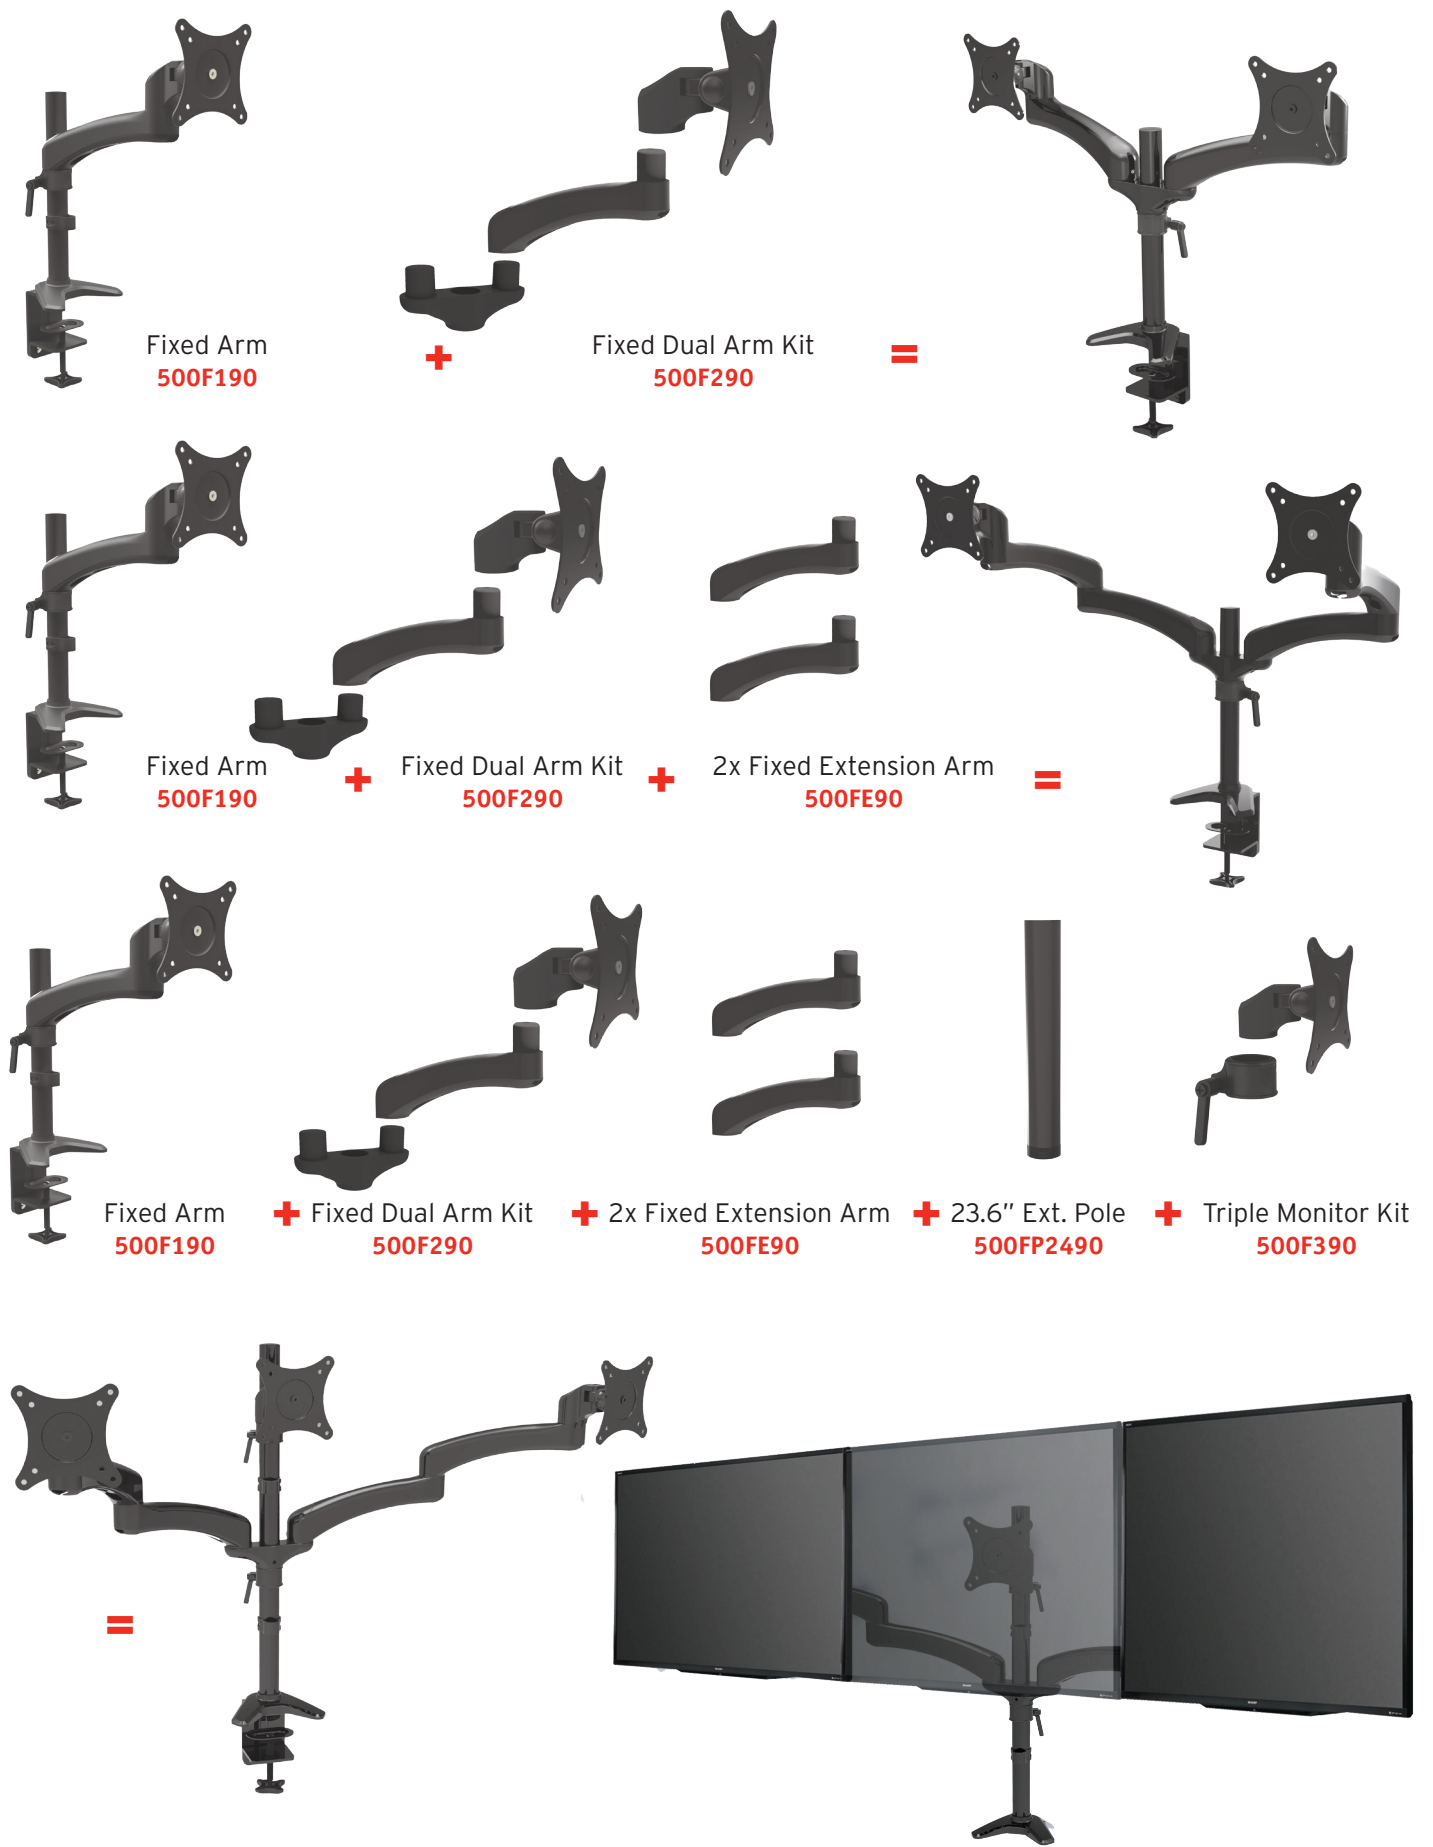 Fixed Arm
500F190
+
Fixed Dual Arm Kit
500F290
=
Fixed Arm
500F190
+
Fixed Dual Arm Kit
500F290
+
2x Fixed Extension Arm
500FE90
=
Fixed Arm
500F190
+
Fixed Dual Arm Kit
500F290
+
2x Fixed Extension Arm
500FE90
+
23.6" Ext. Pole
500FP2490
+
Triple Monitor Kit
500F390
=